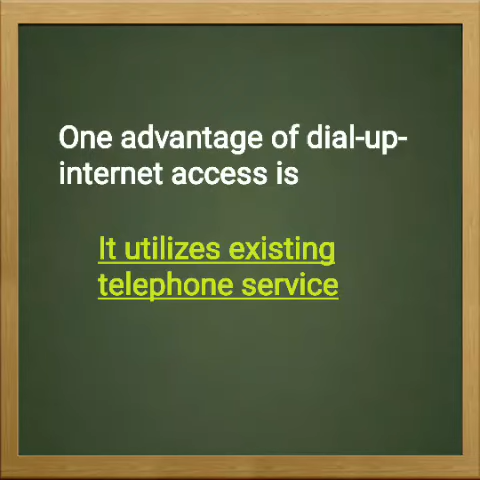 One advantage of dial-up-
internet access is
It utilizes existing
telephone service